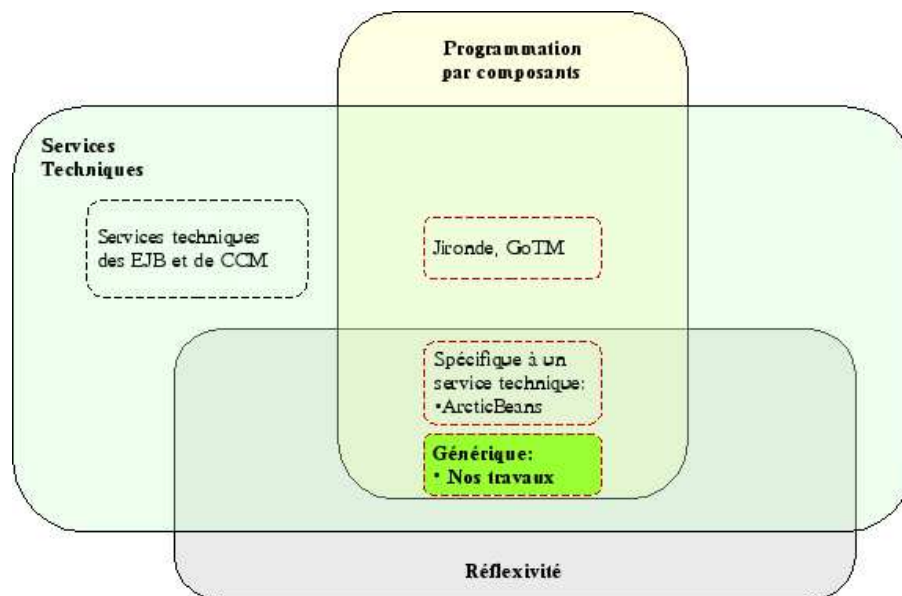 Programmation
par composants
Services
Techniques
Services techniques
des EJB et de CCM
Jironde, GoTM
Spécifique à un
service technique:
•ArcticBeans
Générique:
• Nos travaux
Réflexivité